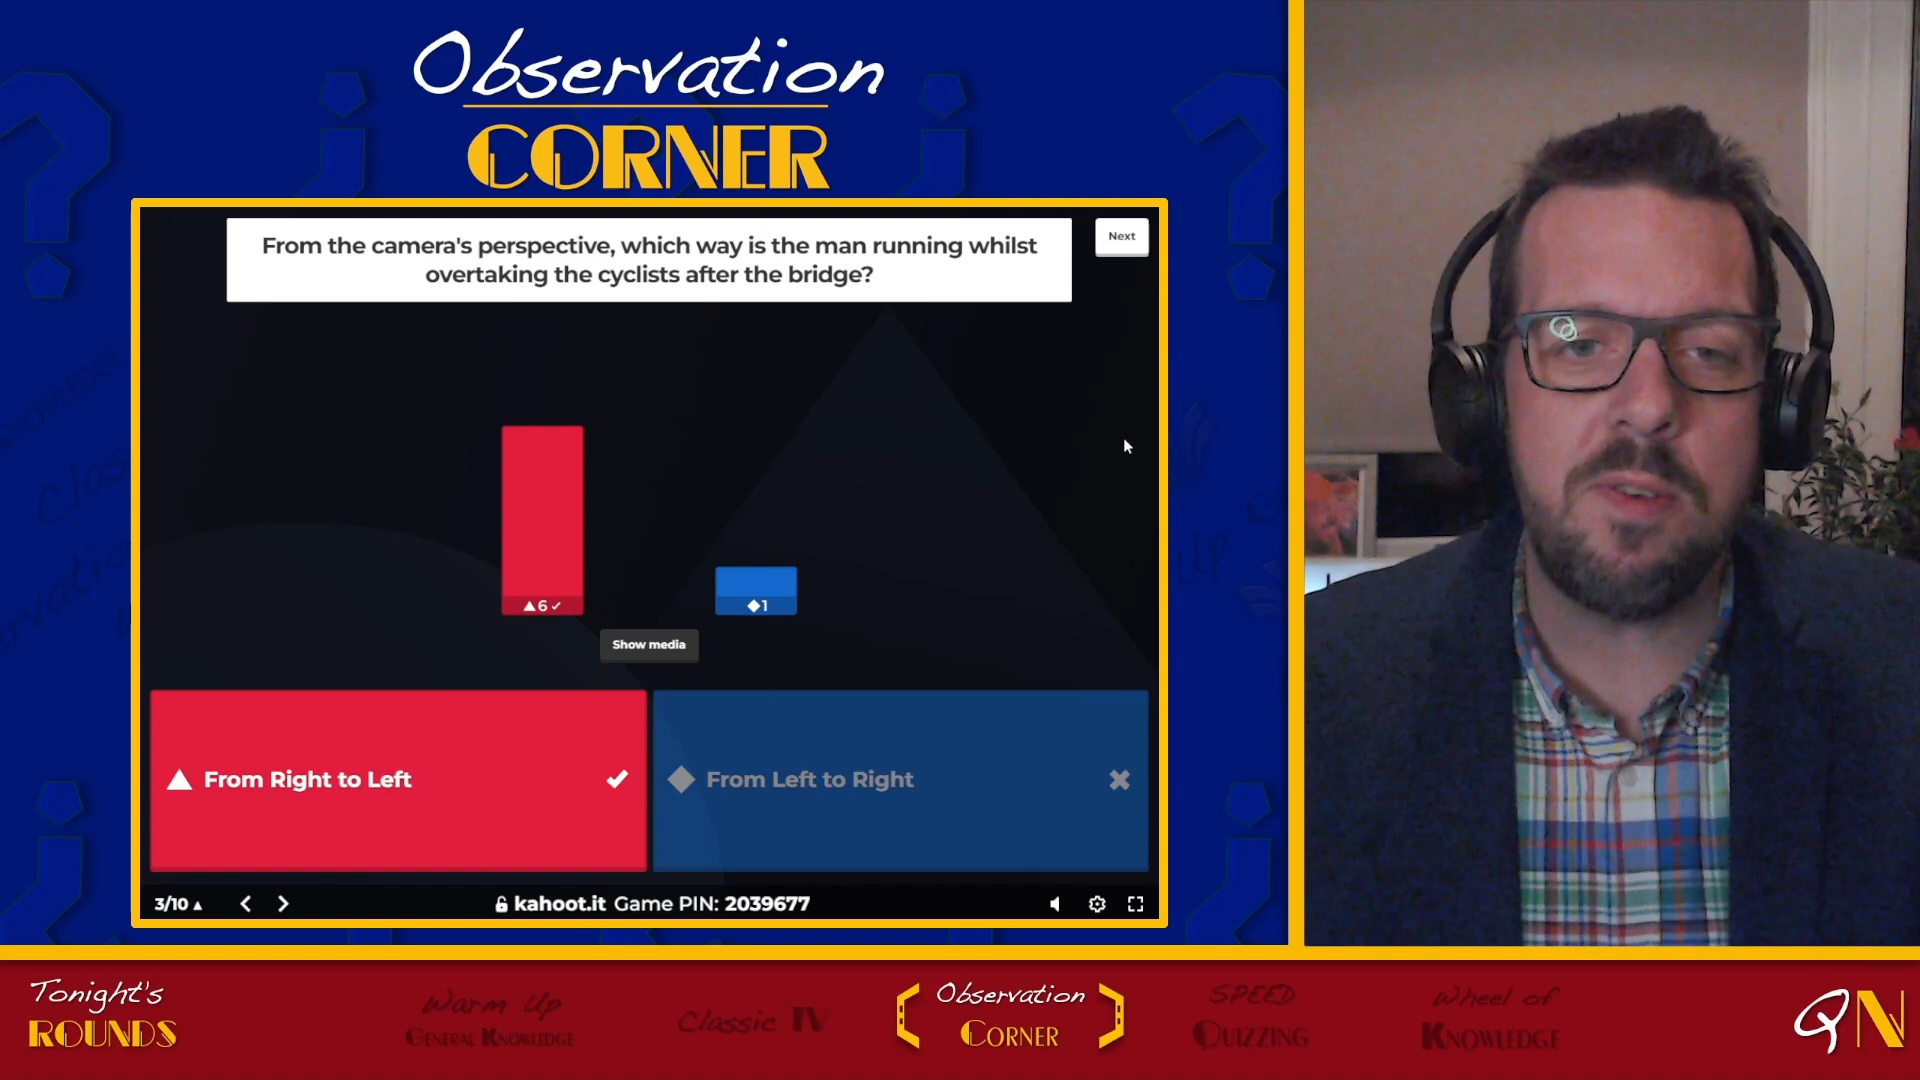 Observation
CORNER
From the camera's perspective, which way is the man running whilst
overtaking the cyclists after the bridge?
Next
6
1
Show media
From Right to Left
From Left to Right
3/10
kahoot.it Game PIN: 2039677
Tonight's
ROUNDS
Warm Up
GENERAL KNOWLEDGE
Classic TV
Observation
CORNER
SPEED
QUIZZING
Wheel of
KNOWLEDGE
QN